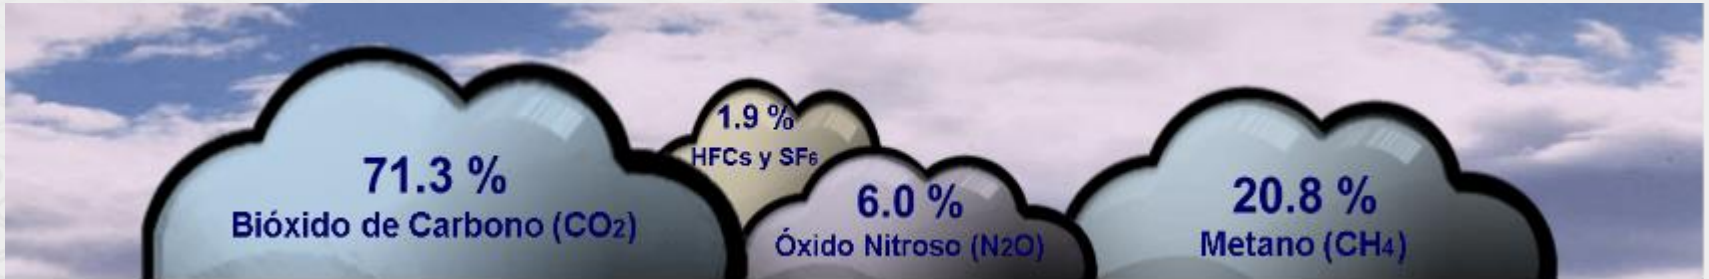 71.3 %
Bióxido de Carbono (CO2)
1.9 %
HFCs y SF6
6.0 %
Óxido Nitroso (N2O)
20.8 %
Metano (CH4)